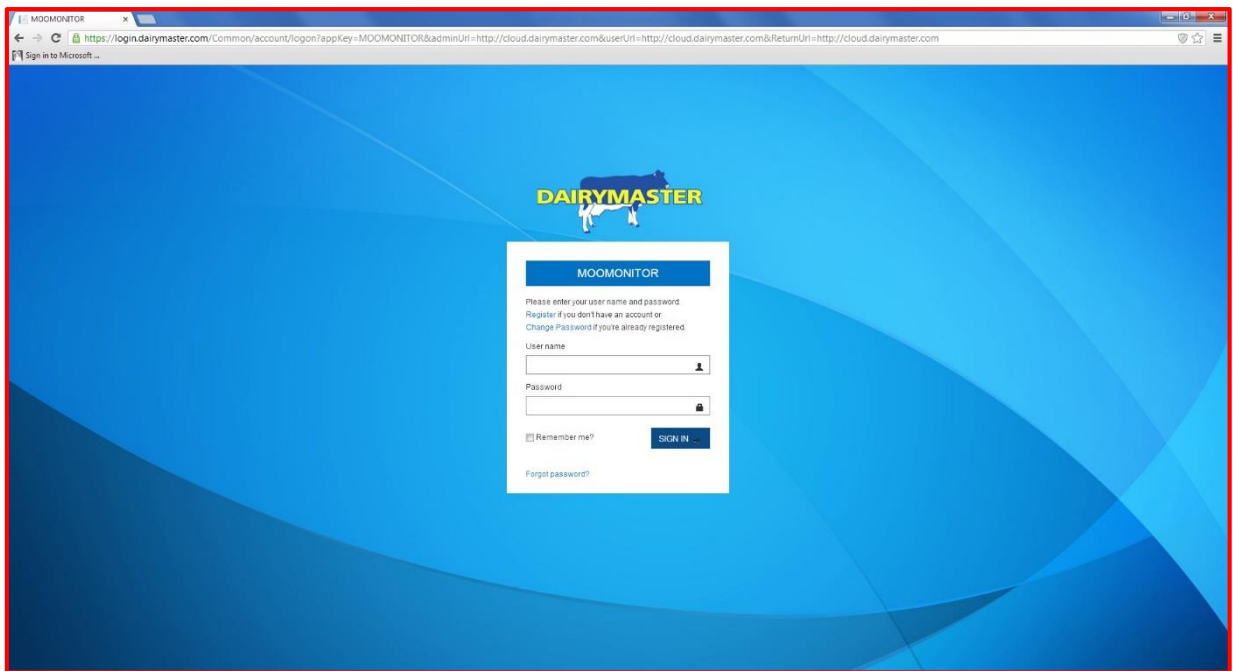 MOOMONITOR
https://login.dairymaster.com/Common/account/logon?appKey=MOOMONITOR&adminUrl=http://cloud.dairymaster.com&userUrl=http://cloud.dairymaster.com&ReturnUrl=http://cloud.dairymaster.com
Sign in to Microsoft ...
DAIRYMASTER
MOOMONITOR
Please enter your user name and password.
Register if you don't have an account or
Change Password if you're already registered.
User name
Password
Remember me?
SIGN IN
Forgot password?